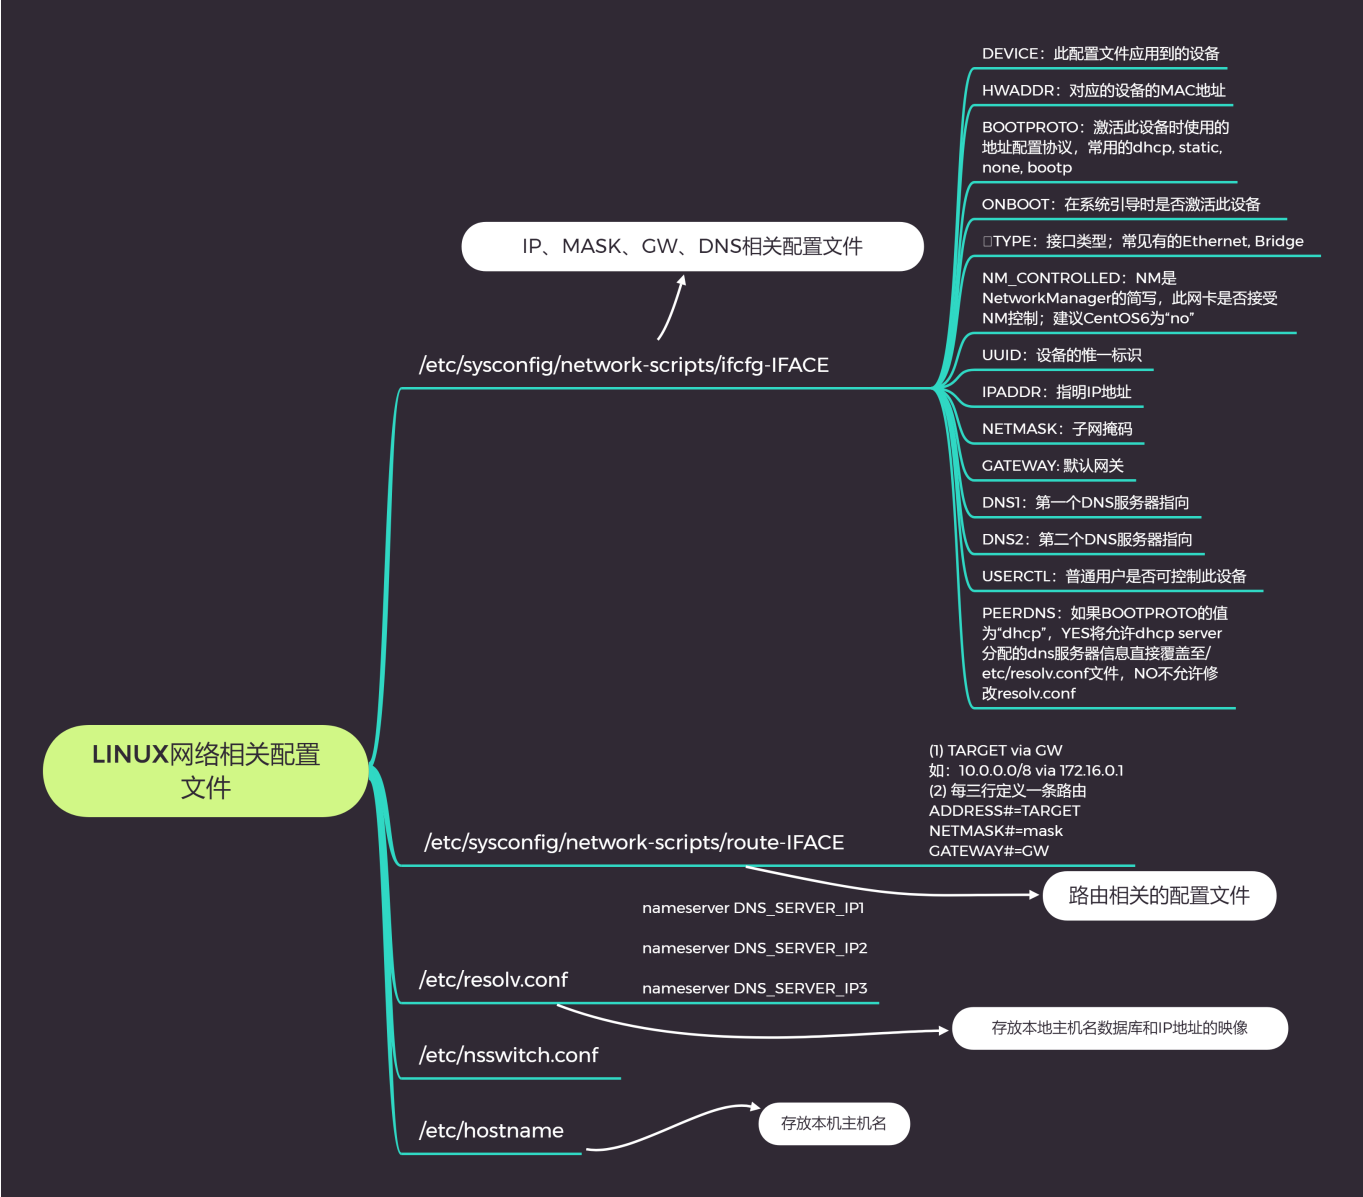 LINUX网络相关配置
文件
IP、MASK、GW、DNS相关配置文件
/etc/sysconfig/network-scripts/ifcfg-IFACE
DEVICE：此配置文件应用到的设备
HWADDR：对应的设备的MAC地址
BOOTPROTO：激活此设备时使用的
地址配置协议，常用的dhcp, static,
none, bootp
ONBOOT：在系统引导时是否激活此设备
TYPE：接口类型；常见有的Ethernet, Bridge
NM_CONTROLLED：NM是
NetworkManager的简写，此网卡是否接受
NM控制；建议CentOS6为“no”
UUID：设备的惟一标识
IPADDR：指明IP地址
NETMASK：子网掩码
GATEWAY: 默认网关
DNS1：第一个DNS服务器指向
DNS2：第二个DNS服务器指向
USERCTL：普通用户是否可控制此设备
PEERDNS：如果BOOTPROTO的值
为“dhcp”，YES将允许dhcp server
分配的dns服务器信息直接覆盖至/
etc/resolv.conf文件，NO不允许修
改resolv.conf
/etc/sysconfig/network-scripts/route-IFACE
(1) TARGET via GW
如：10.0.0.0/8 via 172.16.0.1
(2) 每三行定义一条路由
ADDRESS#=TARGET
NETMASK#=mask
GATEWAY#=GW
路由相关的配置文件
/etc/resolv.conf
nameserver DNS_SERVER_IP1
nameserver DNS_SERVER_IP2
nameserver DNS_SERVER_IP3
存放本地主机名数据库和IP地址的映像
/etc/nsswitch.conf
/etc/hostname
存放本机主机名